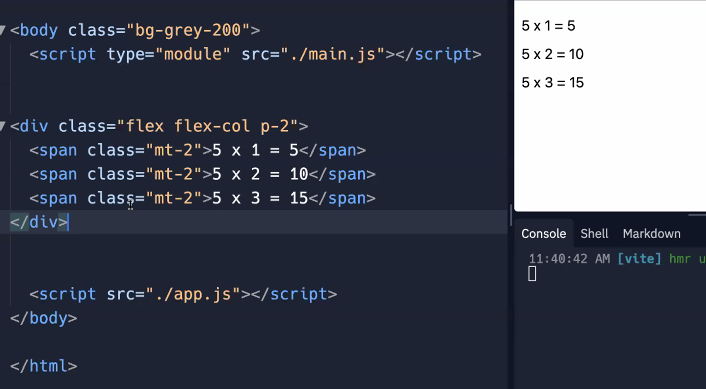 <body class="bg-grey-200">
<script type="module" src="./main.js"></script>
<div class="flex flex-col p-2">
<span class="mt-2">5 x 1 = 5</span>
<span class="mt-2">5 x 2 = 10</span>
<span class="mt-2">5 x 3 = 15</span>
</div>
<script src="./app.js"></script>
</body>
</html>
5 x 1 = 5
5 x 2 = 10
5 x 3 = 15
Console Shell Markdown
11:40:42 AM [vite] hmr u